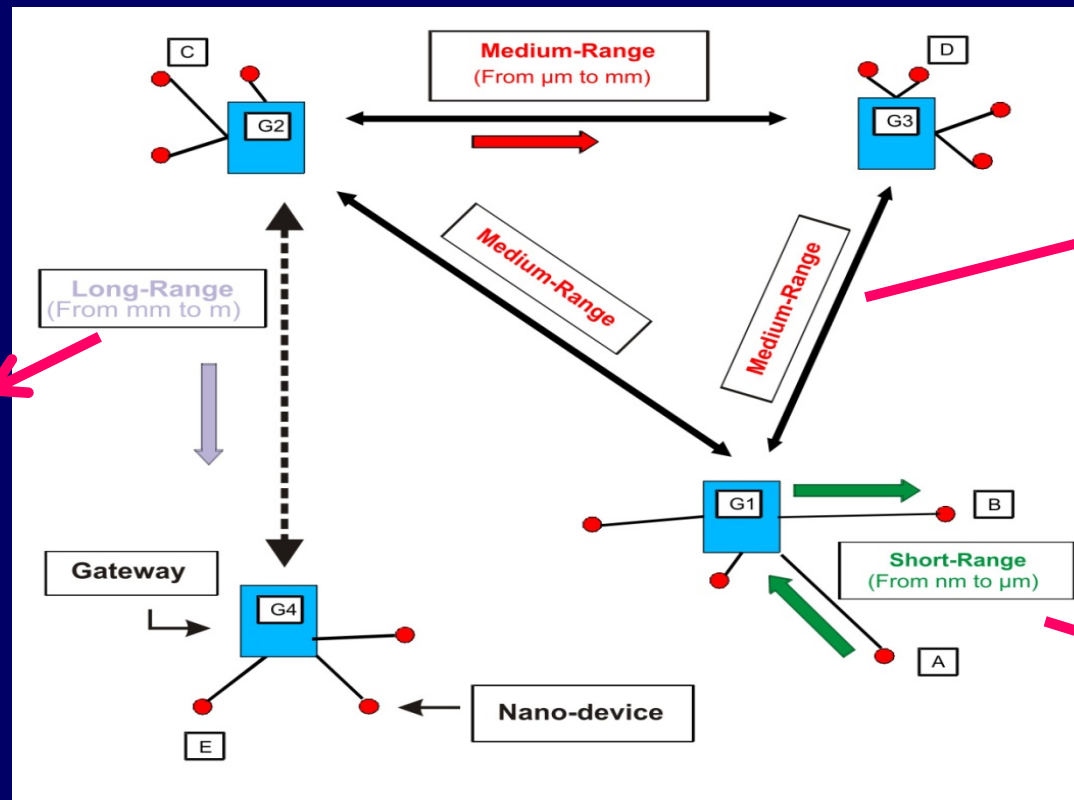 C
Medium-Range
(From µm to mm)
D
G2
G3
Medium-Range
Medium-Range
Long-Range
(From mm to m)
G1
B
Short-Range
(From nm to µm)
Gateway
G4
A
Nano-device
E